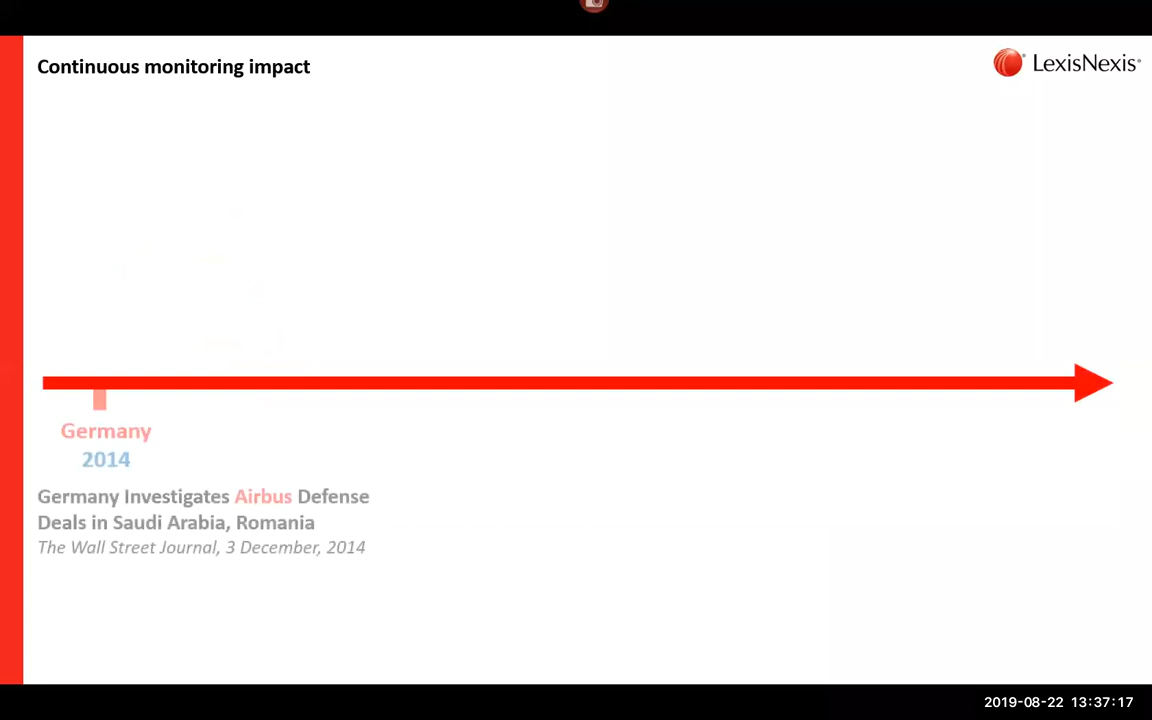 Continuous monitoring impact
LexisNexis®
Germany
2014
Germany Investigates Airbus Defense
Deals in Saudi Arabia, Romania
The Wall Street Journal, 3 December, 2014
2019-08-22 13:37:17